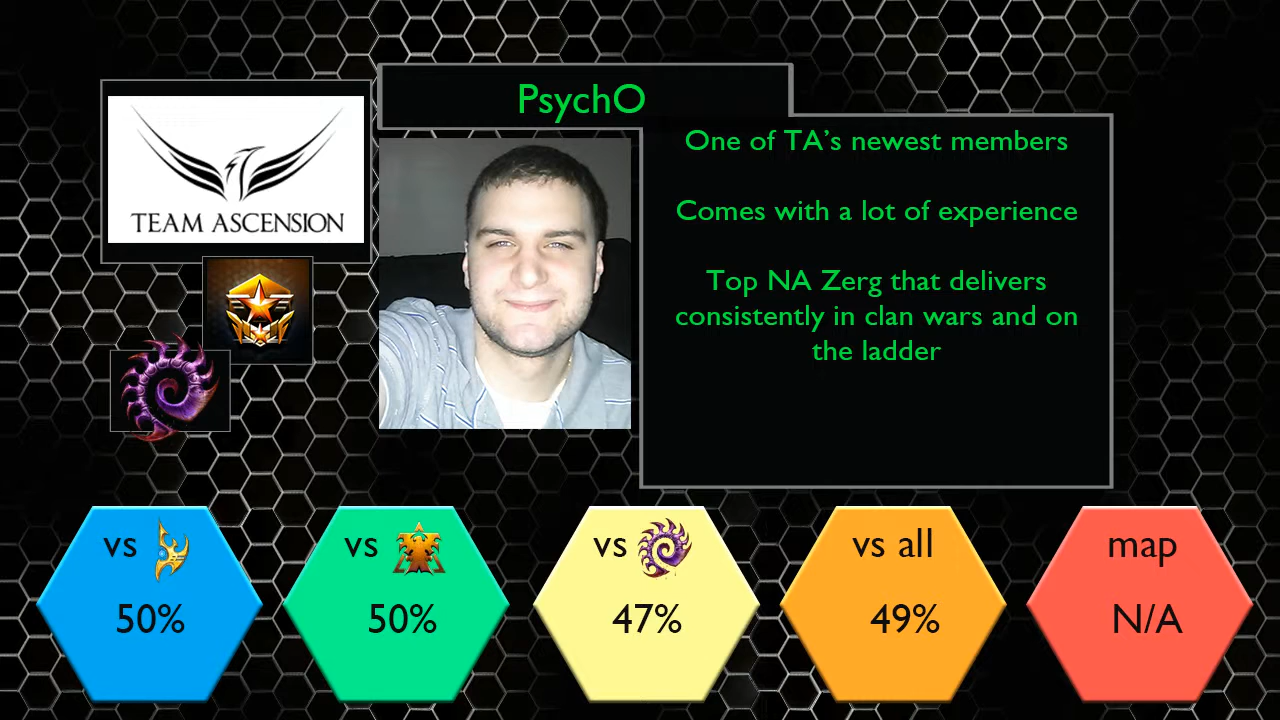 PsychO
TEAM ASCENSION
One of TA's newest members
Comes with a lot of experience
Top NA Zerg that delivers
consistently in clan wars and on
the ladder
vs
50%
vs
50%
vs
47%
vs all
49%
map
N/A